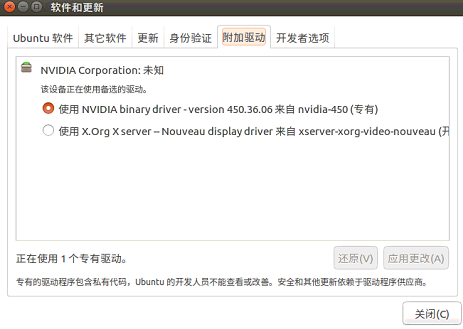 软件和更新
Ubuntu 软件 其它软件 更新 身份验证 附加驱动 开发者选项
NVIDIA Corporation: 未知
该设备正在使用备选的驱动。
使用 NVIDIA binary driver - version 450.36.06 来自 nvidia-450 (专有)
使用 X.Org X server – Nouveau display driver 来自 xserver-xorg-video-nouveau (开
正在使用 1 个专有驱动。
还原(V) 应用更改(A)
专有的驱动程序包含私有代码，Ubuntu 的开发人员不能查看或改善。安全和其他更新依赖于驱动程序供应商。
关闭(C)